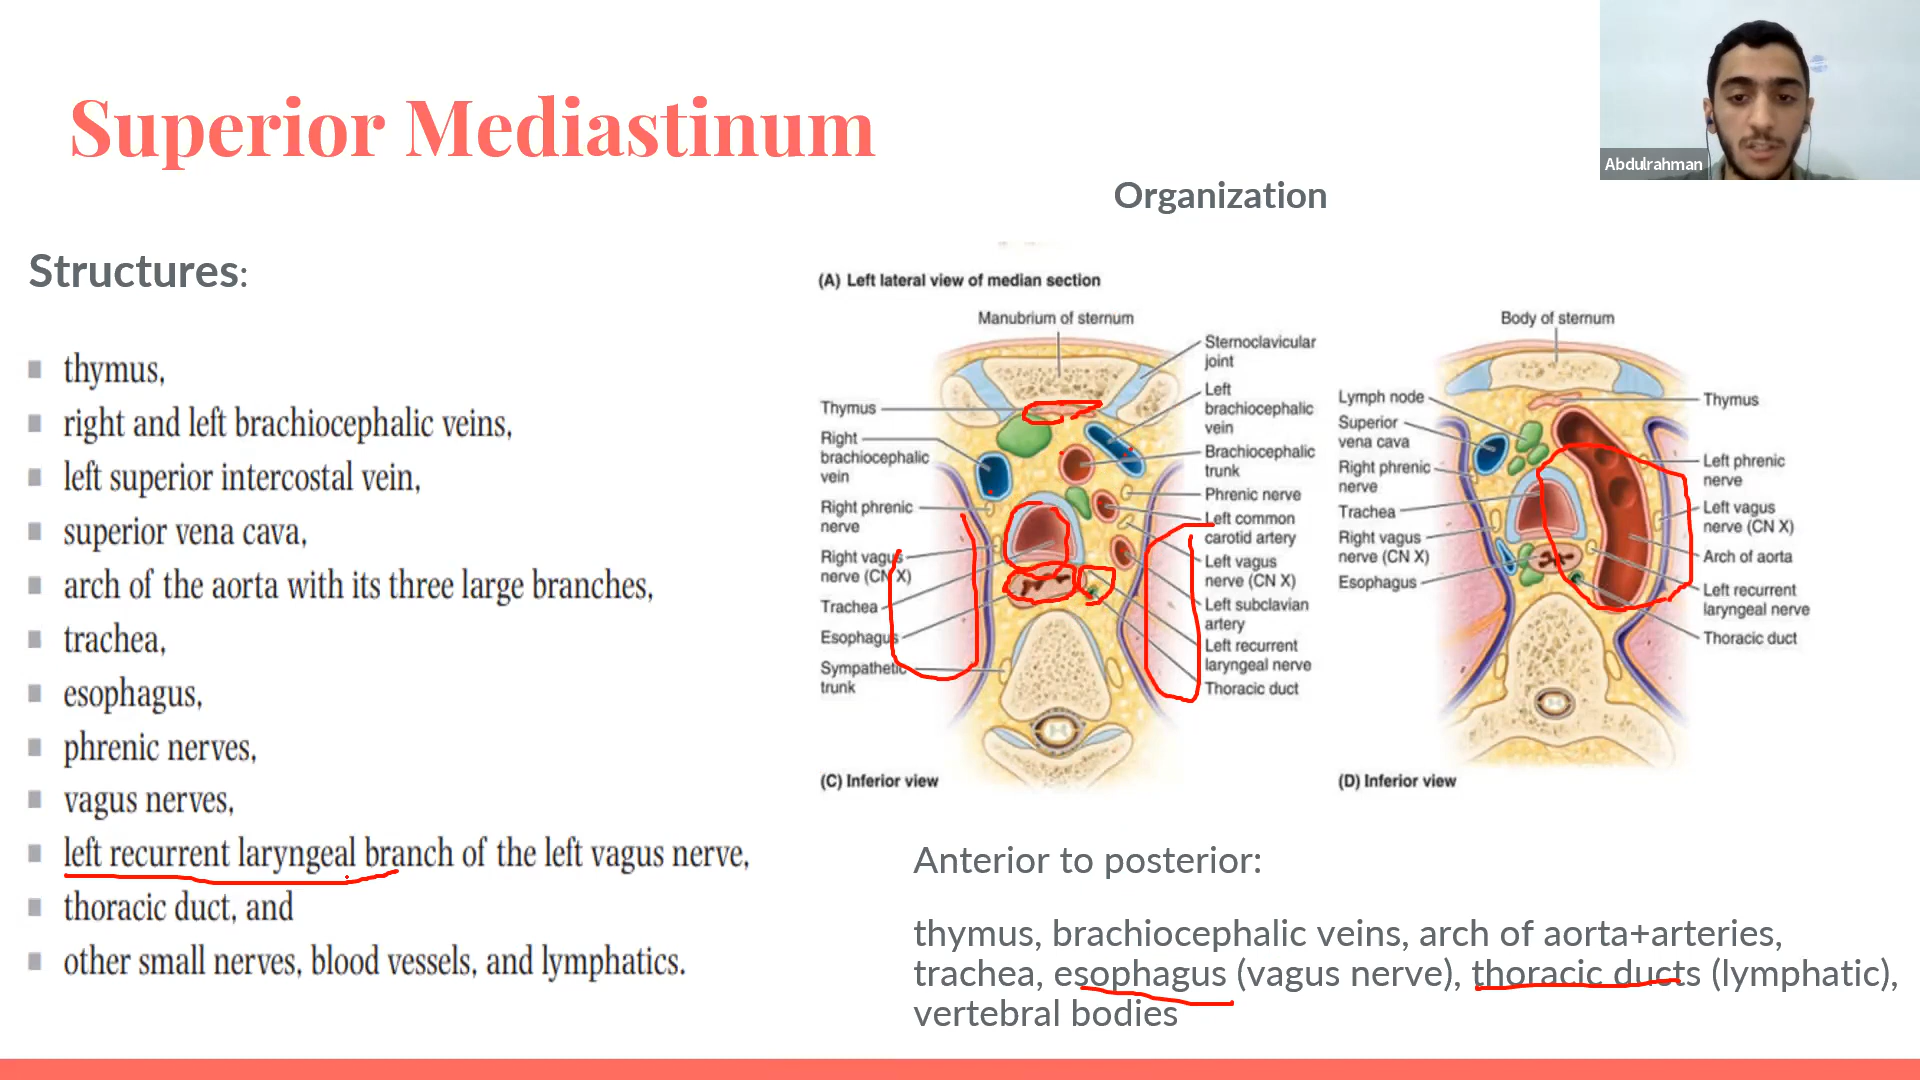 Superior Mediastinum
Abdulrahman
Organization
Structures:
■ thymus,
■ right and left brachiocephalic veins,
■ left superior intercostal vein,
■ superior vena cava,
■ arch of the aorta with its three large branches,
■ trachea,
■ esophagus,
■ phrenic nerves,
■ vagus nerves,
■ left recurrent laryngeal branch of the left vagus nerve,
■ thoracic duct, and
■ other small nerves, blood vessels, and lymphatics.
(A) Left lateral view of median section
Manubrium of sternum
Thymus
Right
brachiocephalic
vein
Right phrenic
nerve
Right vagus
nerve (CN X)
Trachea
Esophagus
Sympathetic
trunk
Sternoclavicular
joint
Left
brachiocephalic
vein
Brachiocephalic
trunk
Phrenic nerve
Left common
carotid artery
Left vagus
nerve (CN X)
Left subclavian
artery
Left recurrent
laryngeal nerve
Thoracic duct
(C) Inferior view
Body of sternum
Lymph node
Superior
vena cava
Right phrenic
nerve
Trachea
Right vagus
nerve (CN X)
Esophagus
Thymus
Left phrenic
nerve
Left vagus
nerve (CN X)
Arch of aorta
Left recurrent
laryngeal nerve
Thoracic duct
(D) Inferior view
Anterior to posterior:
thymus, brachiocephalic veins, arch of aorta+arteries,
trachea, esophagus (vagus nerve), thoracic ducts (lymphatic),
vertebral bodies